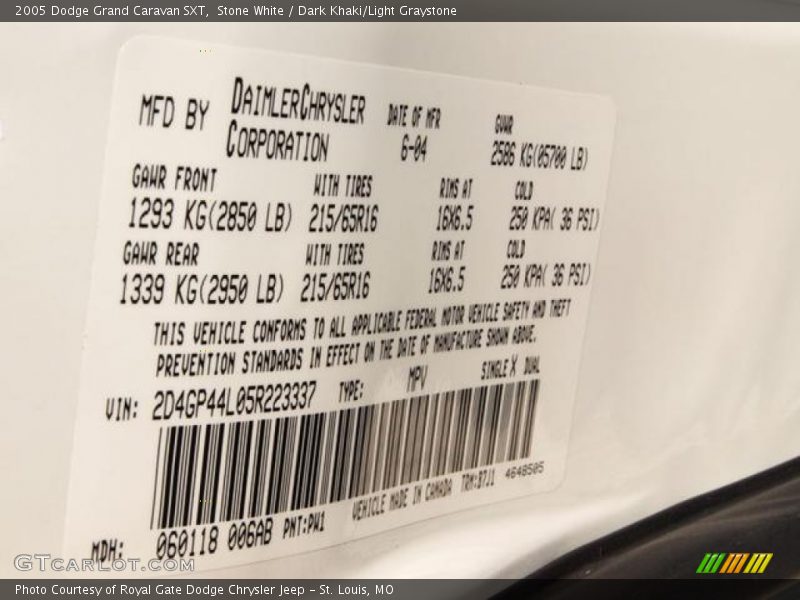 2005 Dodge Grand Caravan SXT, Stone White / Dark Khaki/Light Graystone
MFD BY DAIMLERCHRYSLER CORPORATION DATE OF MFR 6-04 GVWR 2586 KG(05700 LB)
GAWR FRONT WITH TIRES RIMS AT COLD
1293 KG(2850 LB) 215/65R16 16X6.5 250 KPA( 36 PSI)
GAWR REAR WITH TIRES RIMS AT COLD
1339 KG(2950 LB) 215/65R16 16X6.5 250 KPA( 36 PSI)
THIS VEHICLE CONFORMS TO ALL APPLICABLE FEDERAL MOTOR VEHICLE SAFETY AND THEFT
PREVENTION STANDARDS IN EFFECT ON THE DATE OF MANUFACTURE SHOWN ABOVE.
VIN: 2D4GP44L05R223337 TYPE: MPV SINGLE X DUAL
VEHICLE MADE IN CANADA TRM:B7J1 4648505
MDH: 060118 006AB PNT:PW1
GTCarLot.com
Photo Courtesy of Royal Gate Dodge Chrysler Jeep - St. Louis, MO